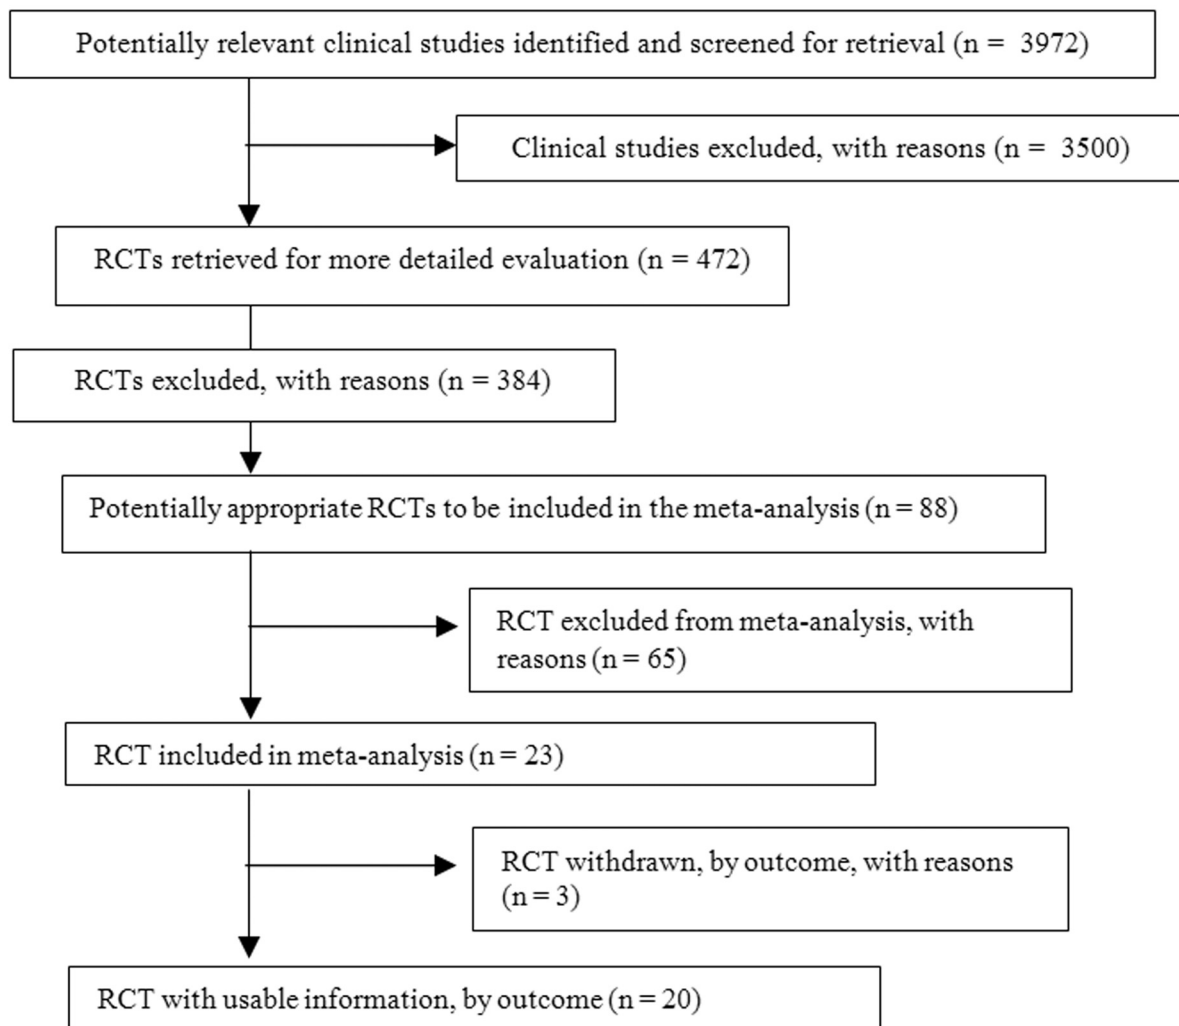 Potentially relevant clinical studies identified and screened for retrieval (n = 3972)
Clinical studies excluded, with reasons (n = 3500)
RCTs retrieved for more detailed evaluation (n = 472)
RCTs excluded, with reasons (n = 384)
Potentially appropriate RCTs to be included in the meta-analysis (n = 88)
RCT excluded from meta-analysis, with
reasons (n = 65)
RCT included in meta-analysis (n = 23)
RCT withdrawn, by outcome, with reasons
(n = 3)
RCT with usable information, by outcome (n = 20)